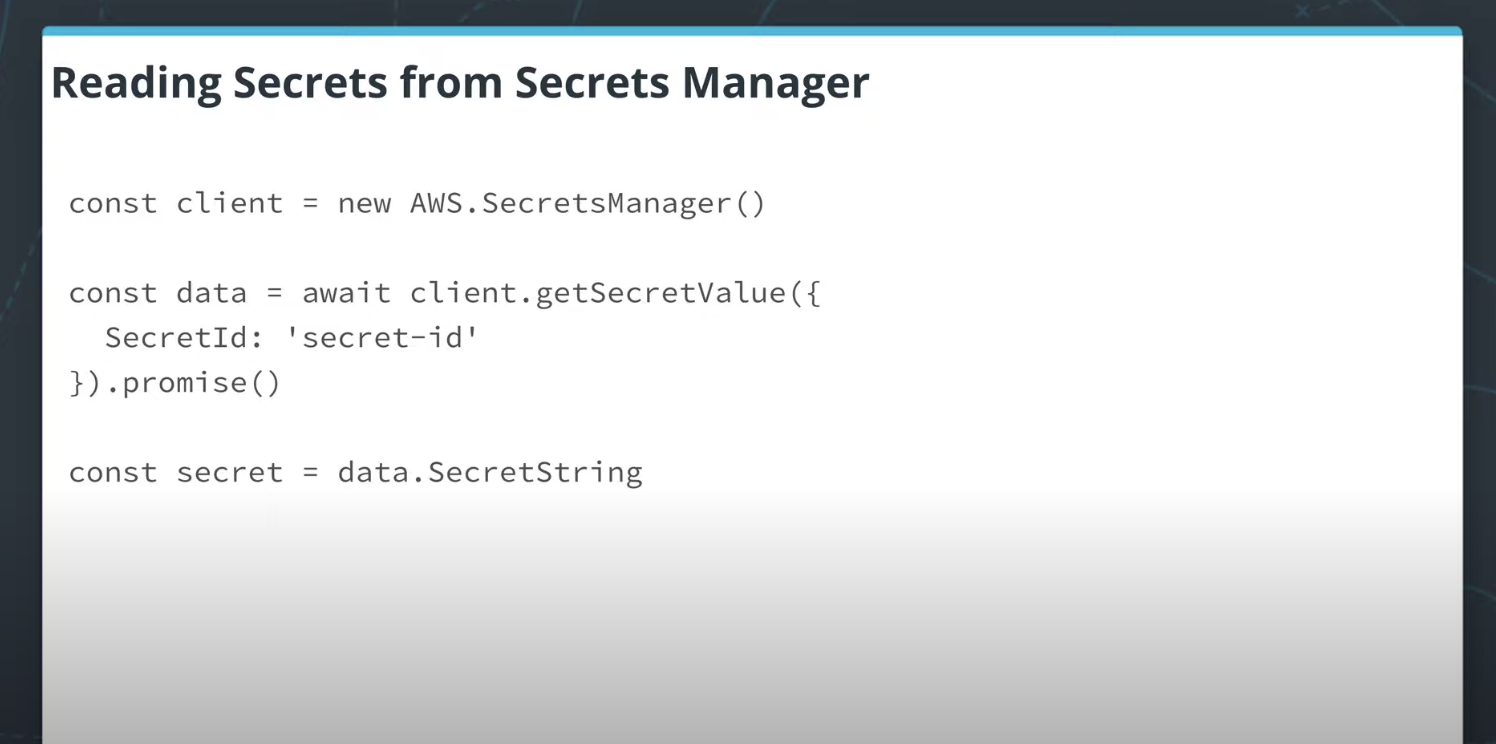 Reading Secrets from Secrets Manager
const client = new AWS.SecretsManager()
const data = await client.getSecretValue({
  SecretId: 'secret-id'
}).promise()
const secret = data.SecretString